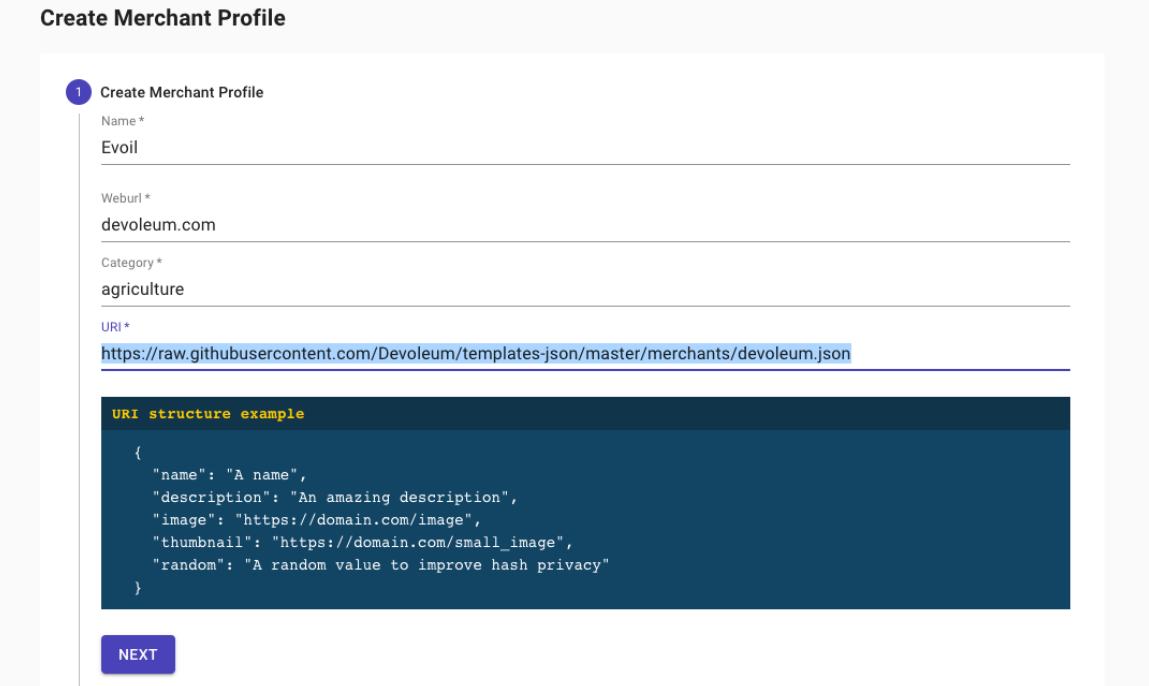 Create Merchant Profile
1 Create Merchant Profile
Name *
Evoil
Weburl *
devoleum.com
Category *
agriculture
URI *
https://raw.githubusercontent.com/Devoleum/templates-json/master/merchants/devoleum.json
URI structure example
{
"name": "A name",
"description": "An amazing description",
"image": "https://domain.com/image",
"thumbnail": "https://domain.com/small_image",
"random": "A random value to improve hash privacy"
}
NEXT